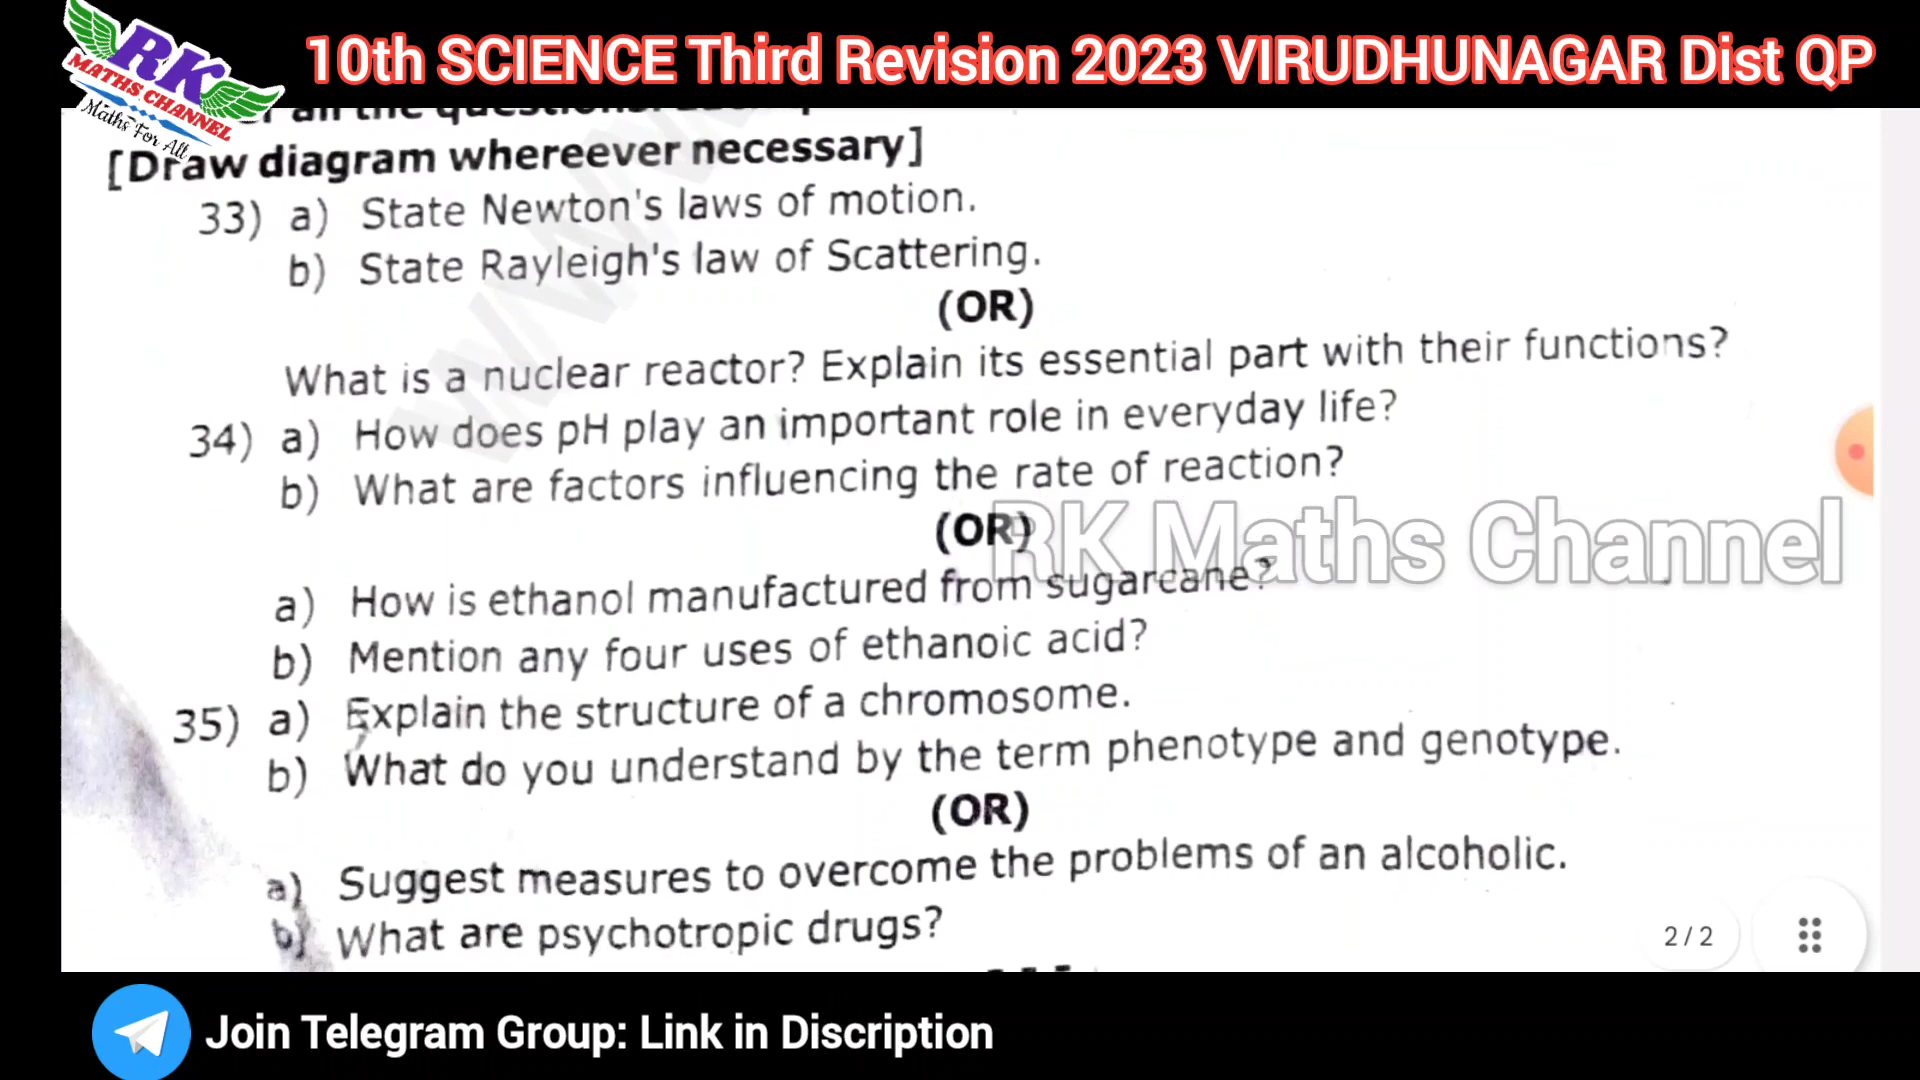 RK
MATHS CHANNEL
Maths For All
10th SCIENCE Third Revision 2023 VIRUDHUNAGAR Dist QP
all the questions.
[Draw diagram whereever necessary]
33) a) State Newton's laws of motion.
b) State Rayleigh's law of Scattering.
(OR)
What is a nuclear reactor? Explain its essential part with their functions?
34) a) How does pH play an important role in everyday life?
b) What are factors influencing the rate of reaction?
(OR)
RK Maths Channel
a) How is ethanol manufactured from sugarcane?
b) Mention any four uses of ethanoic acid?
35) a) Explain the structure of a chromosome.
b) What do you understand by the term phenotype and genotype.
(OR)
a) Suggest measures to overcome the problems of an alcoholic.
b) What are psychotropic drugs?
2 / 2
Join Telegram Group: Link in Discription